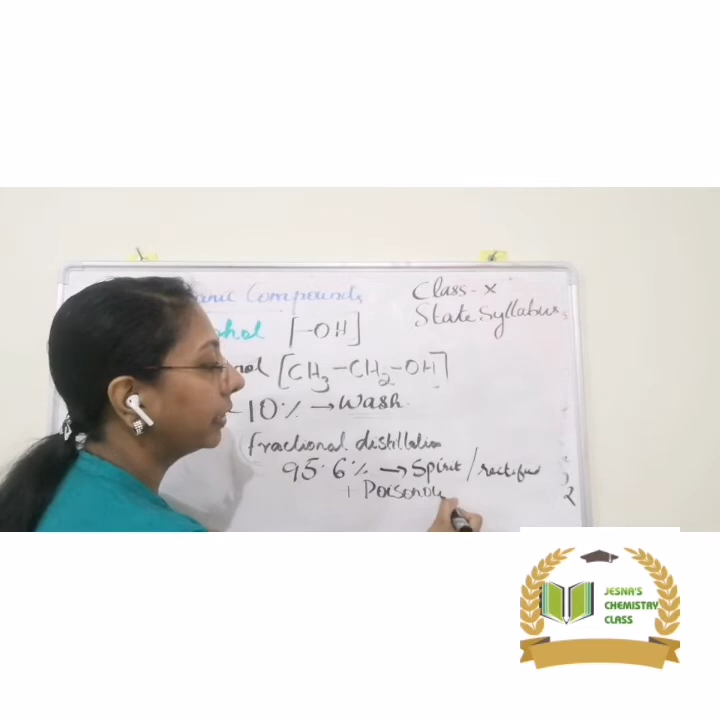 Compounds
Class-X
State Syllabus
[-OH]
[CH3-CH2-OH]
10% → Wash
fractional distillation
95.6% → Spirit/
+ Poisonou
JESNA'S
CHEMISTRY
CLASS